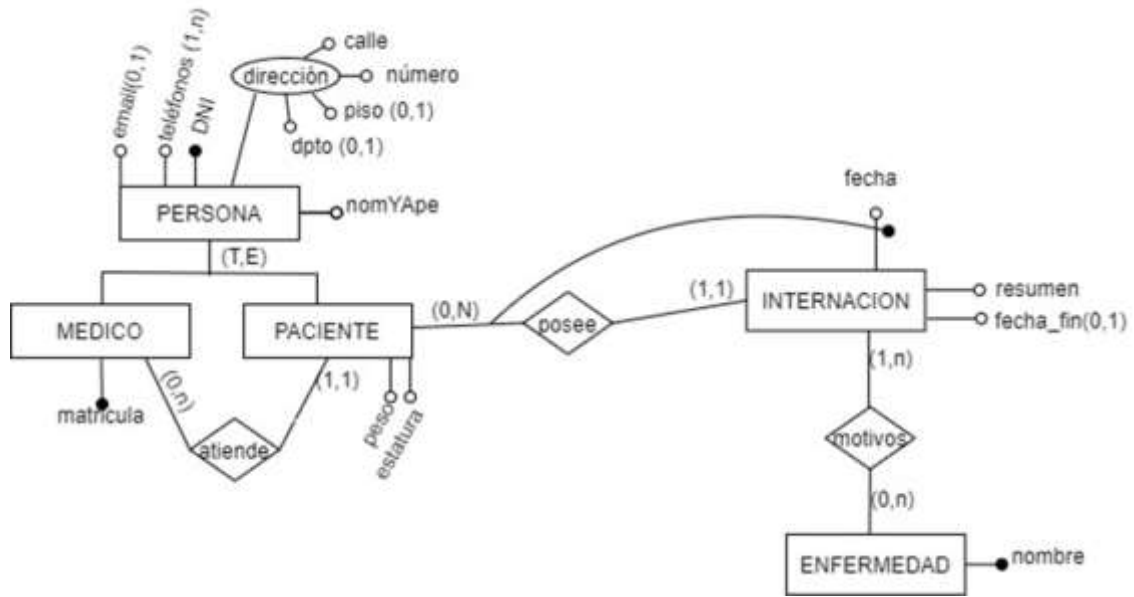 calle
dirección
número
piso (0,1)
dpto (0,1)
email(0,1)
teléfonos (1,n)
DNI
PERSONA
nomYApe
(T,E)
fecha
MEDICO
PACIENTE
(0,N)
posee
(1,1)
INTERNACION
resumen
fecha_fin(0,1)
matrícula
(0,n)
atiende
(1,1)
peso
estatura
(1,n)
motivos
(0,n)
ENFERMEDAD
nombre